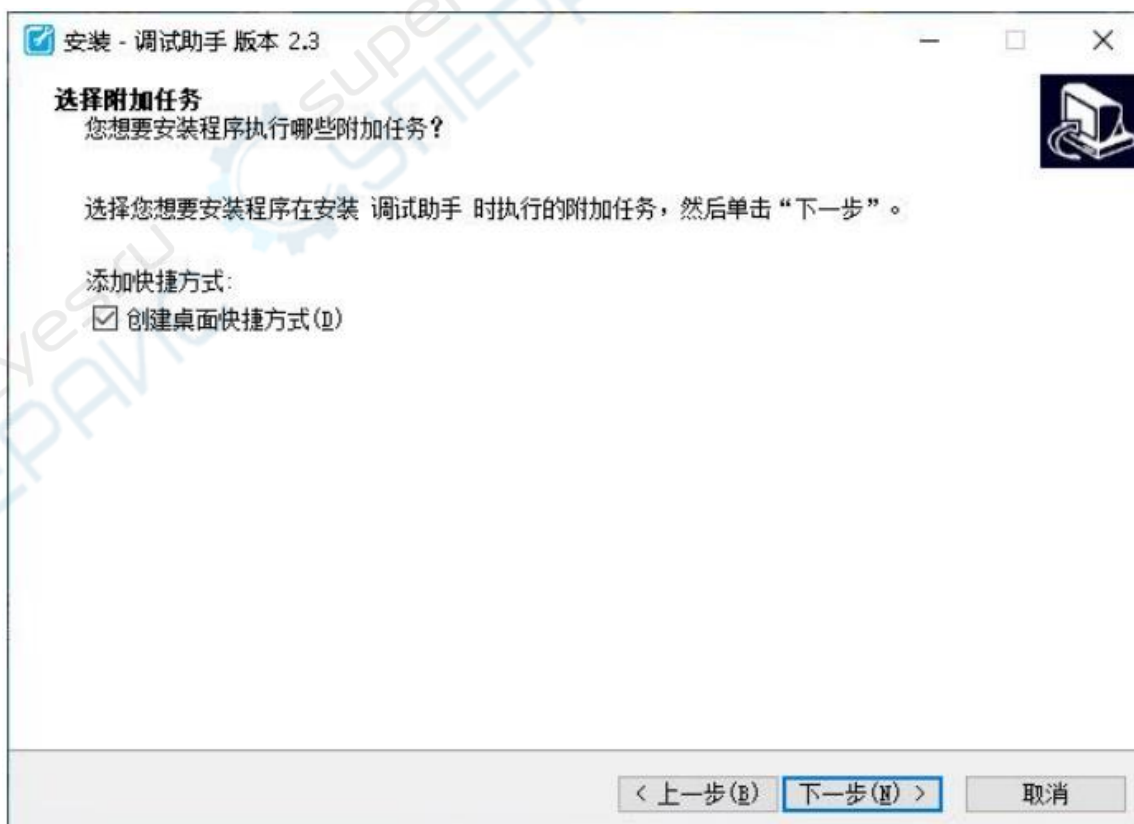 安装 - 调试助手 版本 2.3
选择附加任务
您想要安装程序执行哪些附加任务？
选择您想要安装程序在安装 调试助手 时执行的附加任务，然后单击“下一步”。
添加快捷方式:
创建桌面快捷方式(D)
< 上一步(B)
下一步(N) >
取消